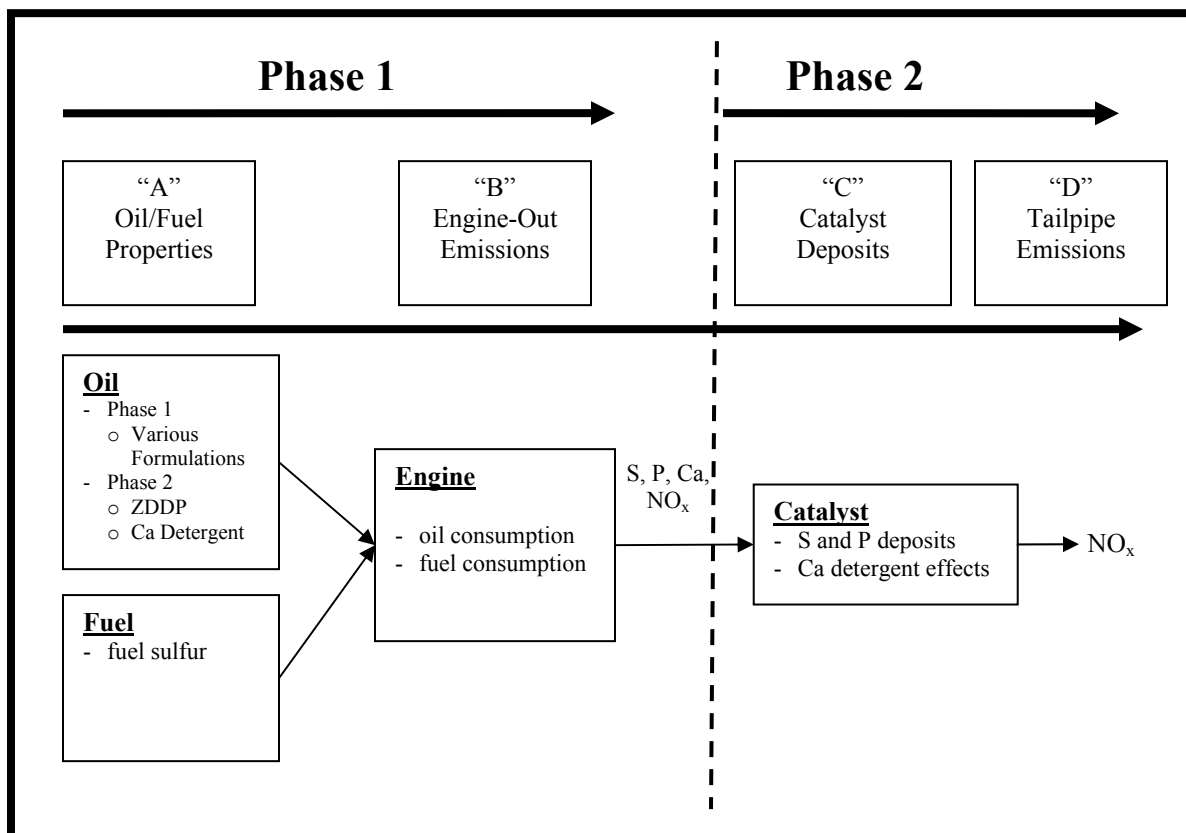 Phase 1
Phase 2
“A”
Oil/Fuel
Properties
“B”
Engine-Out
Emissions
“C”
Catalyst
Deposits
“D”
Tailpipe
Emissions
Oil
- Phase 1
o Various
Formulations
- Phase 2
o ZDDP
o Ca Detergent
Fuel
- fuel sulfur
Engine
- oil consumption
- fuel consumption
S, P, Ca,
NOx
Catalyst
- S and P deposits
- Ca detergent effects
NOx